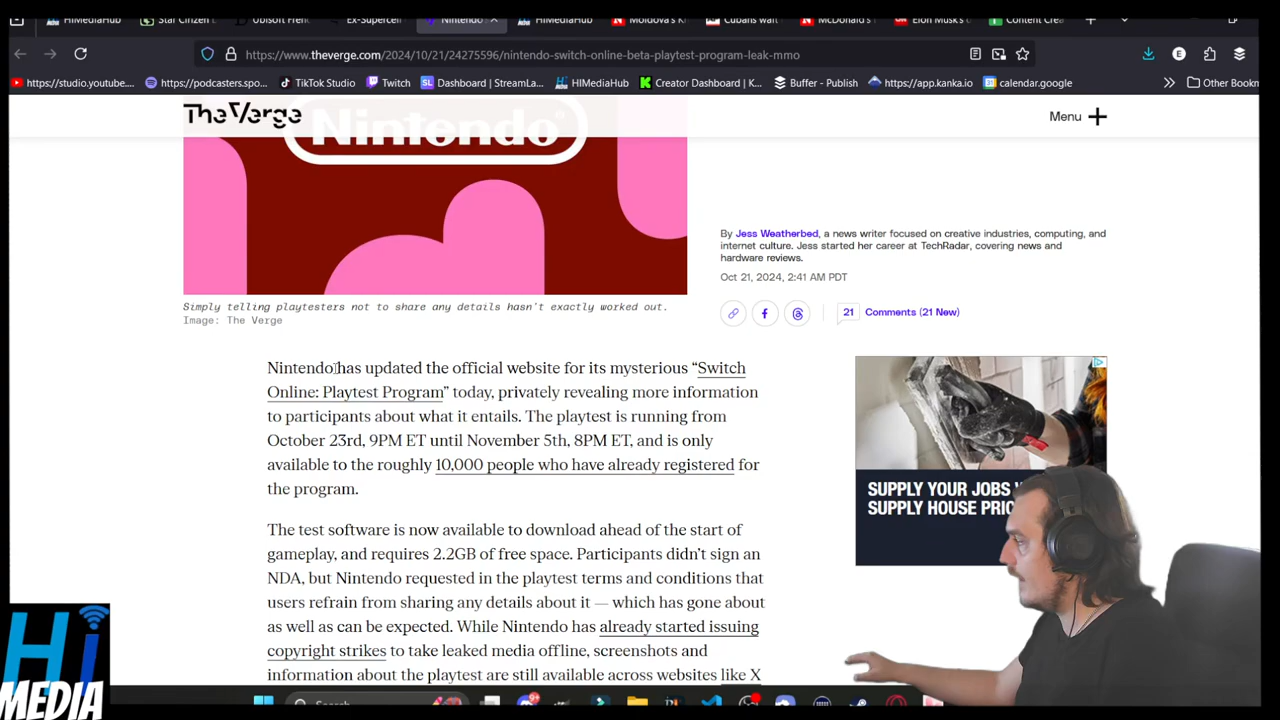 HiMediaHub
Star Citizen
Ubisoft
Ex-Supercell
Nintendo's
HiMediaHub
Moldova's
Cubans wait
McDonald's
Elon Musk's
Content Crea
https://www.theverge.com/2024/10/21/24275596/nintendo-switch-online-beta-playtest-program-leak-mmo
E
https://studio.youtube....
https://podcasters.spo...
TikTok Studio
Twitch
Dashboard | StreamLa...
HIMediaHub
Creator Dashboard | K...
Buffer - Publish
https://app.kanka.io
calendar.google
Other Bookn
The Verge
Menu
Nintendo®
By Jess Weatherbed, a news writer focused on creative industries, computing, and
internet culture. Jess started her career at TechRadar, covering news and
hardware reviews.
Oct 21, 2024, 2:41 AM PDT
Simply telling playtesters not to share any details hasn't exactly worked out.
Image: The Verge
21 Comments (21 New)
Nintendo has updated the official website for its mysterious “Switch
Online: Playtest Program” today, privately revealing more information
to participants about what it entails. The playtest is running from
October 23rd, 9PM ET until November 5th, 8PM ET, and is only
available to the roughly 10,000 people who have already registered for
the program.
The test software is now available to download ahead of the start of
gameplay, and requires 2.2GB of free space. Participants didn’t sign an
NDA, but Nintendo requested in the playtest terms and conditions that
users refrain from sharing any details about it — which has gone about
as well as can be expected. While Nintendo has already started issuing
copyright strikes to take leaked media offline, screenshots and
information about the playtest are still available across websites like X
SUPPLY YOUR JOBS
SUPPLY HOUSE
Hi
MEDIA
Search